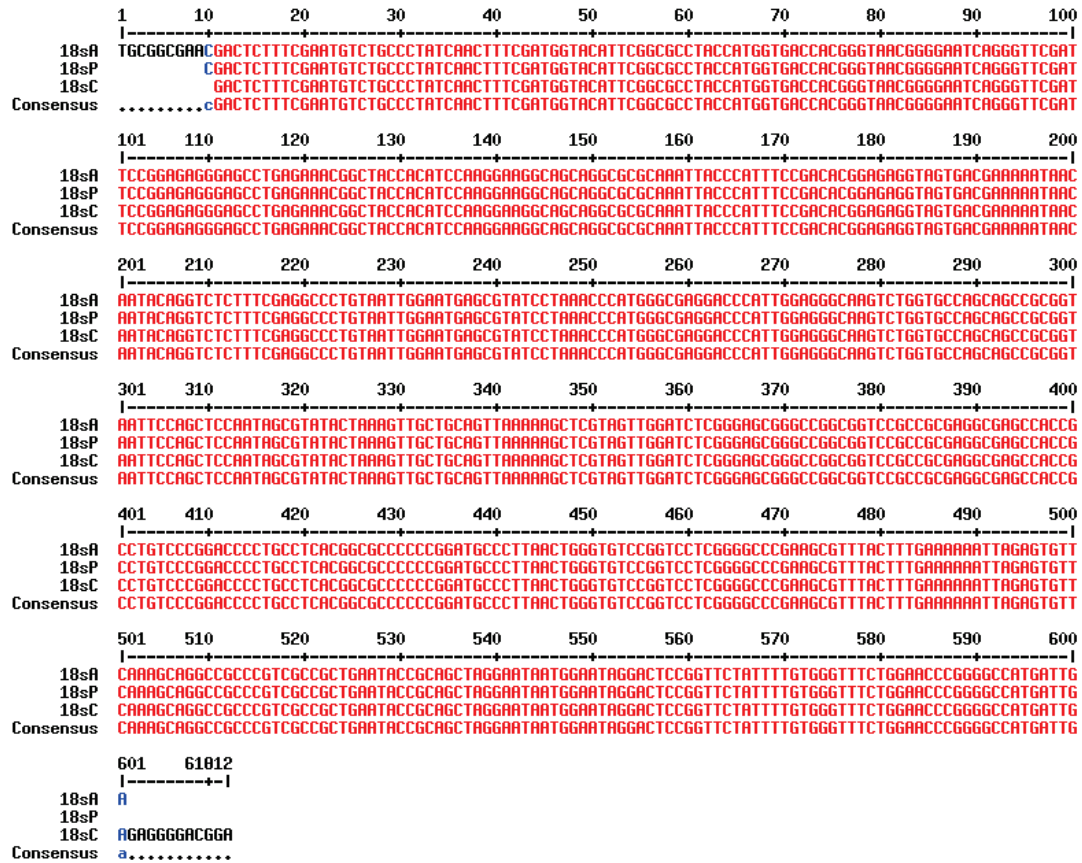 1 10 20 30 40 50 60 70 80 90 100
|--------+---------+---------+---------+---------+---------+---------+---------+---------+---------|
18sA TGCGGCGAACGACTCTTTCGAATGTCTGCCCTATCAACTTTCGATGGTACATTCGGCGCCTACCATGGTGACCACGGGTAACGGGGAATCAGGGTTCGAT
18sP CGACTCTTTCGAATGTCTGCCCTATCAACTTTCGATGGTACATTCGGCGCCTACCATGGTGACCACGGGTAACGGGGAATCAGGGTTCGAT
18sC GACTCTTTCGAATGTCTGCCCTATCAACTTTCGATGGTACATTCGGCGCCTACCATGGTGACCACGGGTAACGGGGAATCAGGGTTCGAT
Consensus .........cGACTCTTTCGAATGTCTGCCCTATCAACTTTCGATGGTACATTCGGCGCCTACCATGGTGACCACGGGTAACGGGGAATCAGGGTTCGAT
101 110 120 130 140 150 160 170 180 190 200
|--------+---------+---------+---------+---------+---------+---------+---------+---------+---------|
18sA TCCGGAGAGGGAGCCTGAGAAACGGCTACCACATCCAAGGAAGGCAGCAGGCGCGCAAATTACCCATTTCCGACACGGAGAGGTAGTGACGAAAAATAAC
18sP TCCGGAGAGGGAGCCTGAGAAACGGCTACCACATCCAAGGAAGGCAGCAGGCGCGCAAATTACCCATTTCCGACACGGAGAGGTAGTGACGAAAAATAAC
18sC TCCGGAGAGGGAGCCTGAGAAACGGCTACCACATCCAAGGAAGGCAGCAGGCGCGCAAATTACCCATTTCCGACACGGAGAGGTAGTGACGAAAAATAAC
Consensus TCCGGAGAGGGAGCCTGAGAAACGGCTACCACATCCAAGGAAGGCAGCAGGCGCGCAAATTACCCATTTCCGACACGGAGAGGTAGTGACGAAAAATAAC
201 210 220 230 240 250 260 270 280 290 300
|--------+---------+---------+---------+---------+---------+---------+---------+---------+---------|
18sA AATACAGGTCTCTTTCGAGGCCCTGTAATTGGAATGAGCGTATCCTAAACCCATGGGCGAGGACCCATTGGAGGGCAAGTCTGGTGCCAGCAGCCGCGGT
18sP AATACAGGTCTCTTTCGAGGCCCTGTAATTGGAATGAGCGTATCCTAAACCCATGGGCGAGGACCCATTGGAGGGCAAGTCTGGTGCCAGCAGCCGCGGT
18sC AATACAGGTCTCTTTCGAGGCCCTGTAATTGGAATGAGCGTATCCTAAACCCATGGGCGAGGACCCATTGGAGGGCAAGTCTGGTGCCAGCAGCCGCGGT
Consensus AATACAGGTCTCTTTCGAGGCCCTGTAATTGGAATGAGCGTATCCTAAACCCATGGGCGAGGACCCATTGGAGGGCAAGTCTGGTGCCAGCAGCCGCGGT
301 310 320 330 340 350 360 370 380 390 400
|--------+---------+---------+---------+---------+---------+---------+---------+---------+---------|
18sA AATTCCAGCTCCAATAGCGTATACTAAAGTTGCTGCAGTTAAAAAGCTCGTAGTTGGATCTCGGGAGCGGGCCGGCGGTCCGCCGCGAGGCGAGCCACCG
18sP AATTCCAGCTCCAATAGCGTATACTAAAGTTGCTGCAGTTAAAAAGCTCGTAGTTGGATCTCGGGAGCGGGCCGGCGGTCCGCCGCGAGGCGAGCCACCG
18sC AATTCCAGCTCCAATAGCGTATACTAAAGTTGCTGCAGTTAAAAAGCTCGTAGTTGGATCTCGGGAGCGGGCCGGCGGTCCGCCGCGAGGCGAGCCACCG
Consensus AATTCCAGCTCCAATAGCGTATACTAAAGTTGCTGCAGTTAAAAAGCTCGTAGTTGGATCTCGGGAGCGGGCCGGCGGTCCGCCGCGAGGCGAGCCACCG
401 410 420 430 440 450 460 470 480 490 500
|--------+---------+---------+---------+---------+---------+---------+---------+---------+---------|
18sA CCTGTCCCGGACCCCTGCCTCACGGCGCCCCCCGGATGCCCTTAACTGGGTGTCCGGTCCTCGGGGCCCGAAGCGTTTACTTTGAAAAAATTAGAGTGTT
18sP CCTGTCCCGGACCCCTGCCTCACGGCGCCCCCCGGATGCCCTTAACTGGGTGTCCGGTCCTCGGGGCCCGAAGCGTTTACTTTGAAAAAATTAGAGTGTT
18sC CCTGTCCCGGACCCCTGCCTCACGGCGCCCCCCGGATGCCCTTAACTGGGTGTCCGGTCCTCGGGGCCCGAAGCGTTTACTTTGAAAAAATTAGAGTGTT
Consensus CCTGTCCCGGACCCCTGCCTCACGGCGCCCCCCGGATGCCCTTAACTGGGTGTCCGGTCCTCGGGGCCCGAAGCGTTTACTTTGAAAAAATTAGAGTGTT
501 510 520 530 540 550 560 570 580 590 600
|--------+---------+---------+---------+---------+---------+---------+---------+---------+---------|
18sA CAAAGCAGGCCGCCCGTCGCCGCTGAATACCGCAGCTAGGAATAATGGAATAGGACTCCGGTTCTATTTTGTGGGTTTCTGGAACCCGGGGCCATGATTG
18sP CAAAGCAGGCCGCCCGTCGCCGCTGAATACCGCAGCTAGGAATAATGGAATAGGACTCCGGTTCTATTTTGTGGGTTTCTGGAACCCGGGGCCATGATTG
18sC CAAAGCAGGCCGCCCGTCGCCGCTGAATACCGCAGCTAGGAATAATGGAATAGGACTCCGGTTCTATTTTGTGGGTTTCTGGAACCCGGGGCCATGATTG
Consensus CAAAGCAGGCCGCCCGTCGCCGCTGAATACCGCAGCTAGGAATAATGGAATAGGACTCCGGTTCTATTTTGTGGGTTTCTGGAACCCGGGGCCATGATTG
601 61012
|--------+-|
18sA A
18sP
18sC AGAGGGGACGGA
Consensus a...........